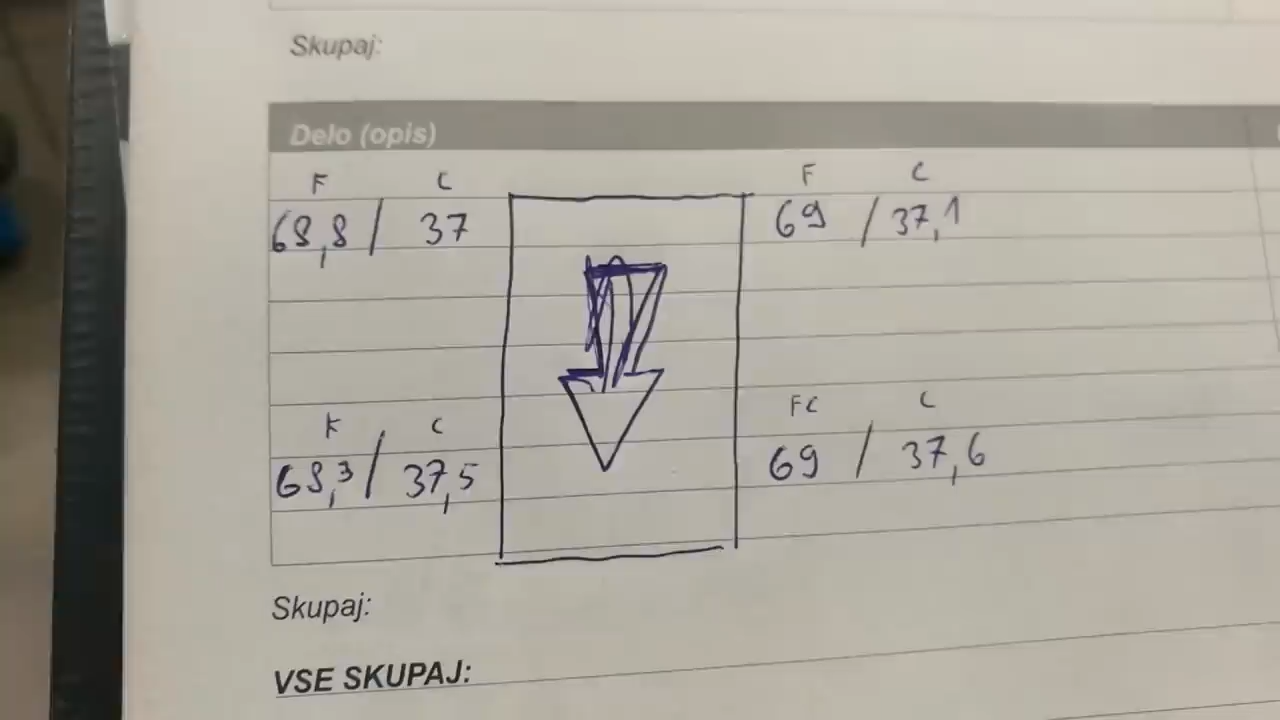 Skupaj:
Delo (opis)
F C F C
68,8 / 37 69 / 37,1
F C FC C
68,3 / 37,5 69 / 37,6
Skupaj:
VSE SKUPAJ: